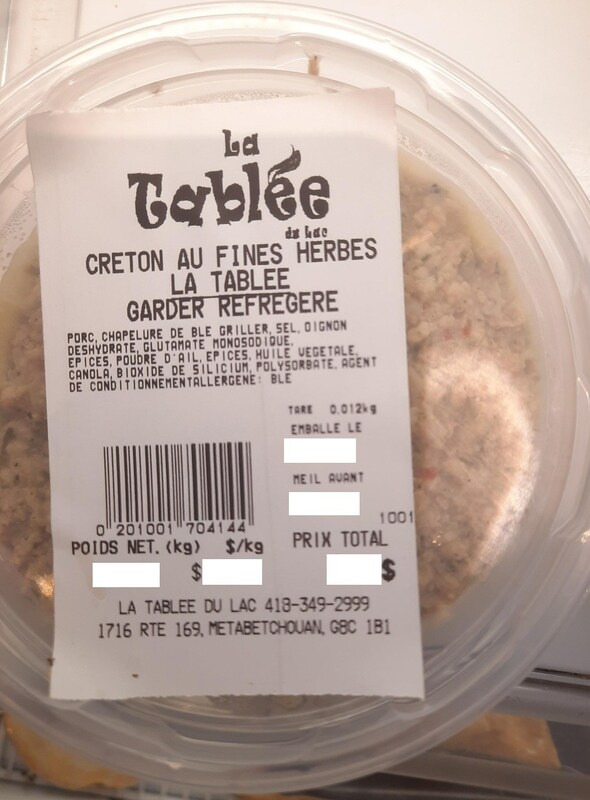 La
Tablée
du Lac
CRETON AU FINES HERBES
LA TABLEE
GARDER REFREGERE
PORC, CHAPELURE DE BLE GRILLER, SEL, OIGNON
DESHYDRATE, GLUTAMATE MONOSODIQUE,
EPICES, POUDRE D'AIL, EPICES, HUILE VEGETALE,
CANOLA, BIOXIDE DE SILICIUM, POLYSORBATE, AGENT
DE CONDITIONNEMENTALLERGENE: BLE
TARE 0.012kg
EMBALLE LE
MEIL AVANT
1001
0 201001 704144
POIDS NET. (kg) $/kg PRIX TOTAL
$ $
LA TABLEE DU LAC 418-349-2999
1716 RTE 169, METABETCHOUAN, G8C 1B1